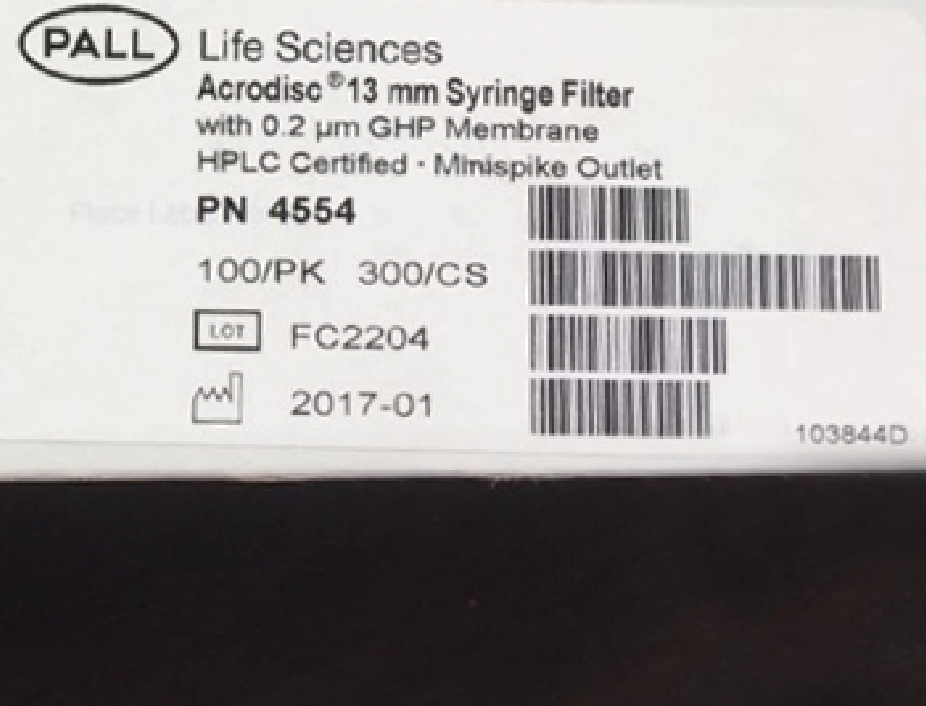 PALL Life Sciences
Acrodisc® 13 mm Syringe Filter
with 0.2 µm GHP Membrane
HPLC Certified · Minispike Outlet
PN 4554
100/PK 300/CS
LOT FC2204
2017-01
103844D